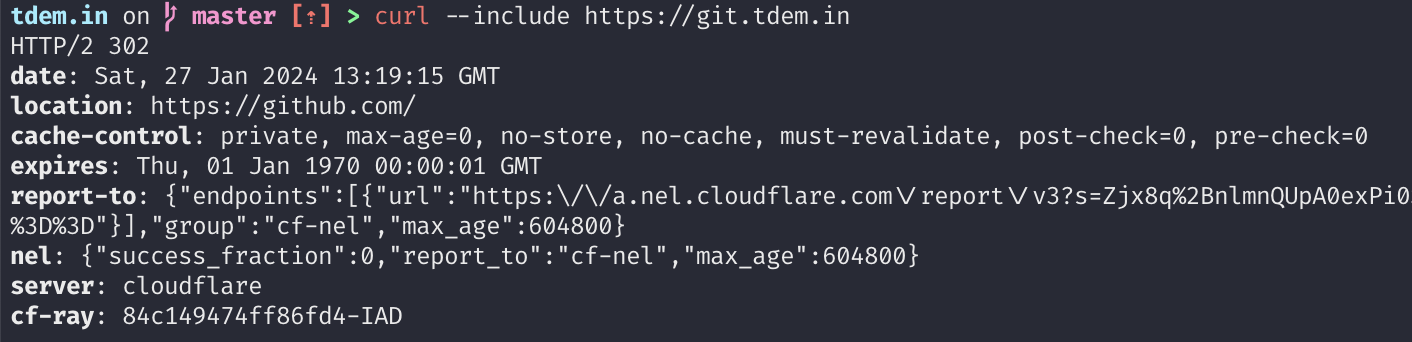 tdem.in on master [⇡] > curl --include https://git.tdem.in
HTTP/2 302
date: Sat, 27 Jan 2024 13:19:15 GMT
location: https://github.com/
cache-control: private, max-age=0, no-store, no-cache, must-revalidate, post-check=0, pre-check=0
expires: Thu, 01 Jan 1970 00:00:01 GMT
report-to: {"endpoints":[{"url":"https:\/\/a.nel.cloudflare.com\/report\/v3?s=Zjx8q%2BnlmnQUpA0exPi0
%3D%3D"}],"group":"cf-nel","max_age":604800}
nel: {"success_fraction":0,"report_to":"cf-nel","max_age":604800}
server: cloudflare
cf-ray: 84c149474ff86fd4-IAD